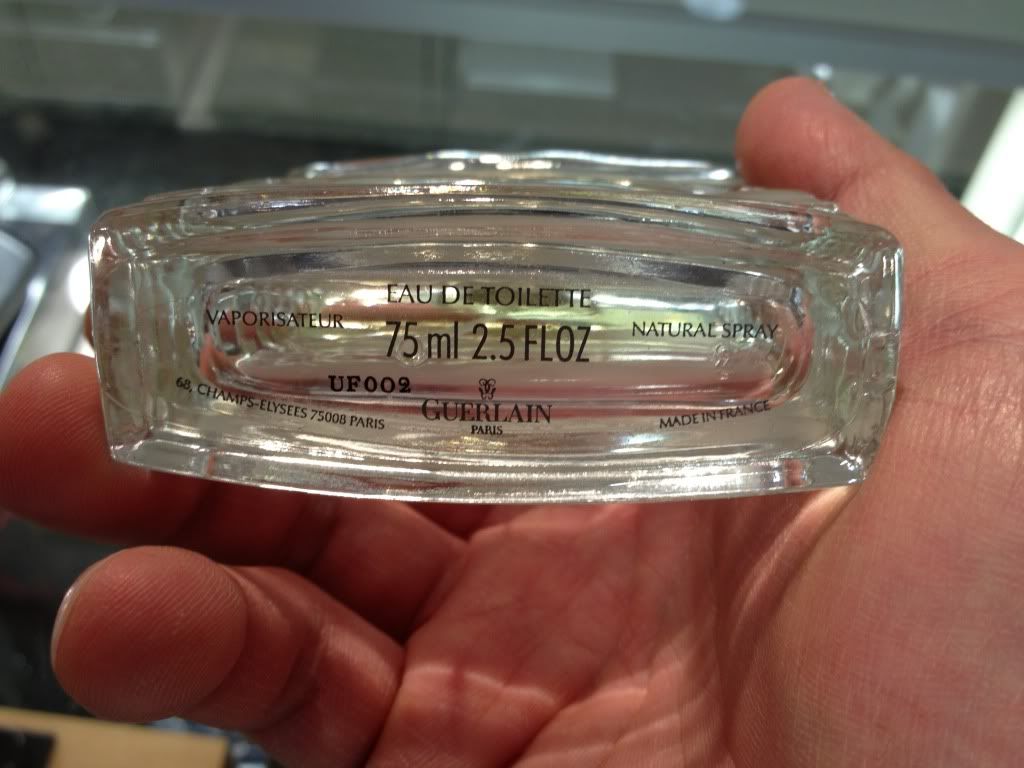 EAU DE TOILETTE
VAPORISATEUR
75 ml 2.5 FLOZ
NATURAL SPRAY
UF002
68, CHAMPS-ELYSEES 75008 PARIS
GUERLAIN
PARIS
MADE IN FRANCE